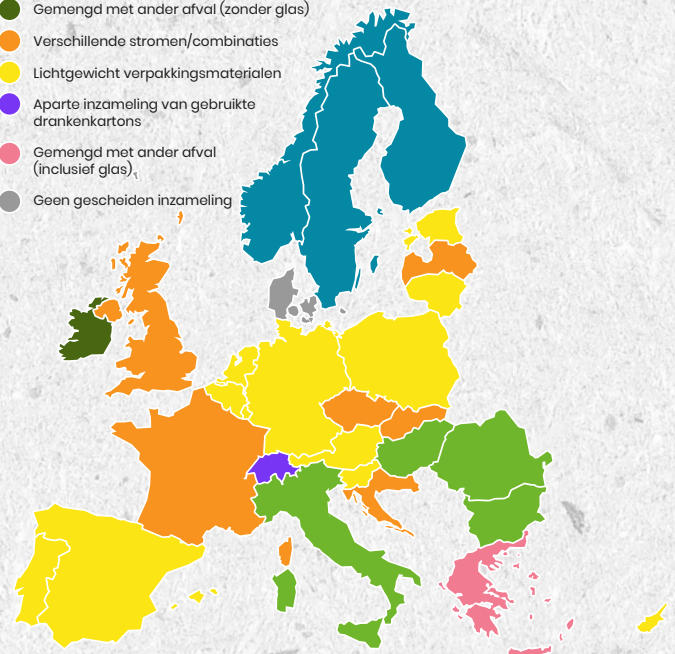 Gemengd met ander afval (zonder glas)
Verschillende stromen/combinaties
Lichtgewicht verpakkingsmaterialen
Aparte inzameling van gebruikte
drankenkartons
Gemengd met ander afval
(inclusief glas)
Geen gescheiden inzameling